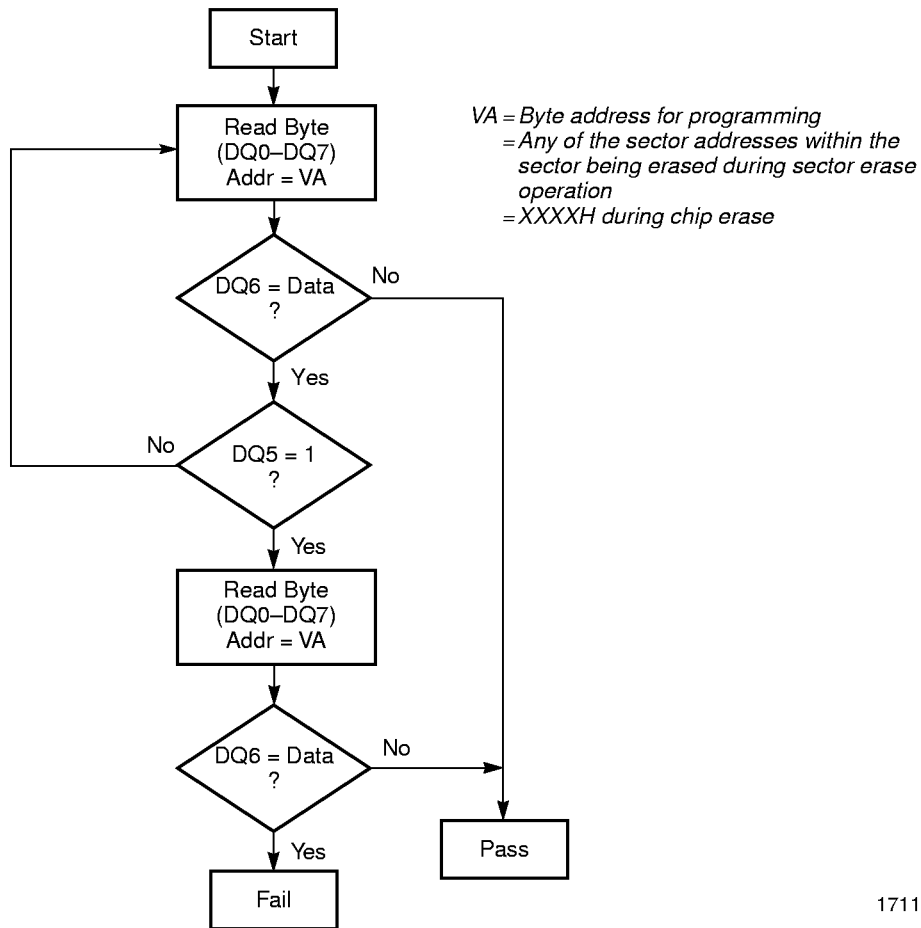 Start
Read Byte
(DQ0–DQ7)
Addr = VA
VA = Byte address for programming
= Any of the sector addresses within the
sector being erased during sector erase
operation
= XXXXH during chip erase
DQ6 = Data
?
No
Yes
No
DQ5 = 1
?
Yes
Read Byte
(DQ0–DQ7)
Addr = VA
DQ6 = Data
?
No
Yes
Pass
Fail
1711